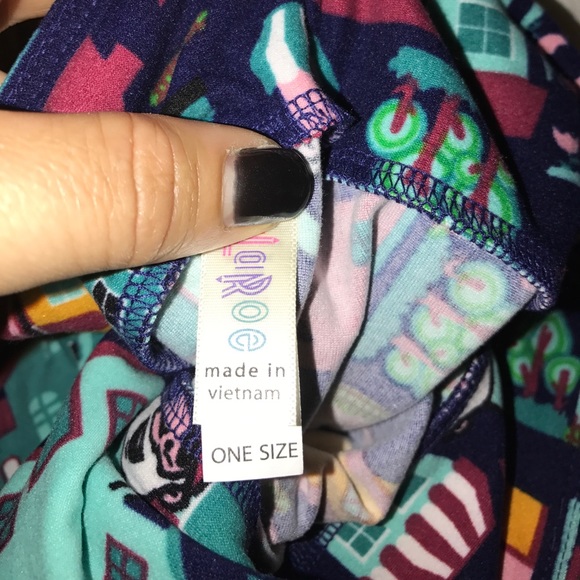 LaRoe
made in
vietnam
ONE SIZE